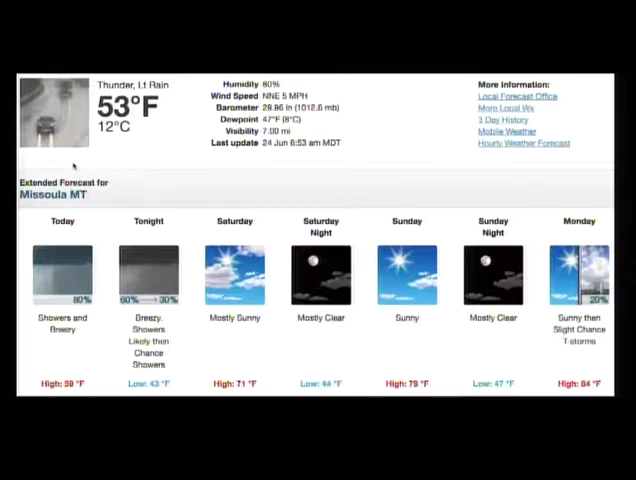 Thunder, Lt Rain
53°F
12°C
Humidity 80%
Wind Speed NNE 5 MPH
Barometer 29.96 in (1012.6 mb)
Dewpoint 47°F (8°C)
Visibility 7.00 mi
Last update 24 Jun 6:53 am MDT
More Information:
Local Forecast Office
More Local Wx
3 Day History
Mobile Weather
Hourly Weather Forecast
Extended Forecast for
Missoula MT
Today
80%
Showers and
Breezy
High: 59 °F
Tonight
60% 30%
Breezy.
Showers
Likely then
Chance
Showers
Low: 43 °F
Saturday
Mostly Sunny
High: 71 °F
Saturday
Night
Mostly Clear
Low: 44 °F
Sunday
Sunny
High: 79 °F
Sunday
Night
Mostly Clear
Low: 47 °F
Monday
20%
Sunny then
Slight Chance
T-storms
High: 84 °F